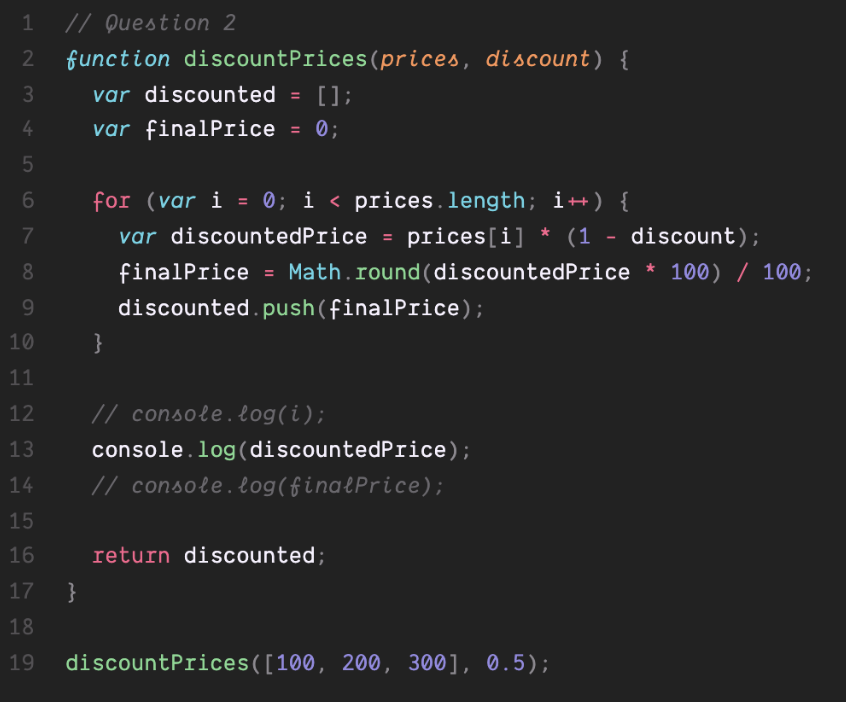 1 // Question 2
2 function discountPrices(prices, discount) {
3 var discounted = [];
4 var finalPrice = 0;
5
6 for (var i = 0; i < prices.length; i++) {
7 var discountedPrice = prices[i] * (1 - discount);
8 finalPrice = Math.round(discountedPrice * 100) / 100;
9 discounted.push(finalPrice);
10 }
11
12 // console.log(i);
13 console.log(discountedPrice);
14 // console.log(finalPrice);
15
16 return discounted;
17 }
18
19 discountPrices([100, 200, 300], 0.5);